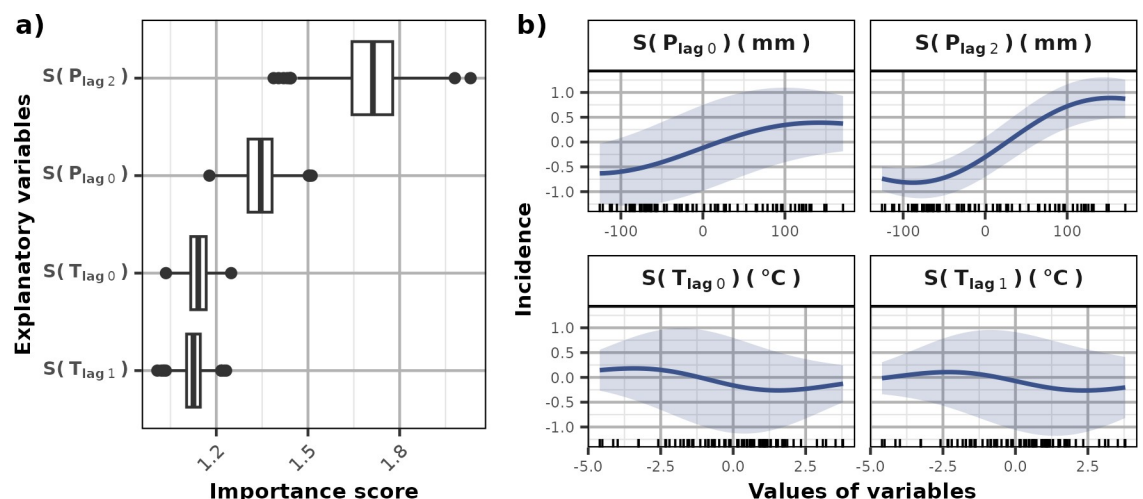 a)
Explanatory variables
S( P lag 2 )
S( P lag 0 )
S( T lag 0 )
S( T lag 1 )
1.2 1.5 1.8
Importance score
b)
Incidence
S( P lag 0 ) ( mm ) S( P lag 2 ) ( mm )
1.0
0.5
0.0
-0.5
-1.0
-100 0 100 -100 0 100
S( T lag 0 ) ( °C ) S( T lag 1 ) ( °C )
1.0
0.5
0.0
-0.5
-1.0
-5.0 -2.5 0.0 2.5 -5.0 -2.5 0.0 2.5
Values of variables